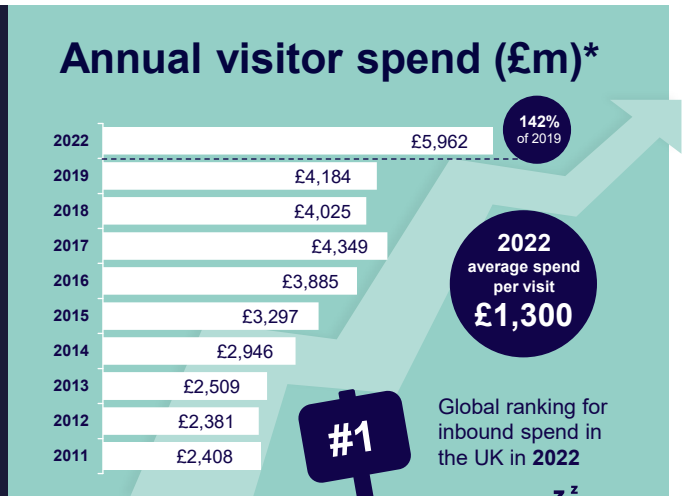 Annual visitor spend (£m)*
2022 £5,962
142%
of 2019
2019 £4,184
2018 £4,025
2017 £4,349
2016 £3,885
2015 £3,297
2014 £2,946
2013 £2,509
2012 £2,381
2011 £2,408
2022
average spend
per visit
£1,300
#1
Global ranking for
inbound spend in
the UK in 2022
z z